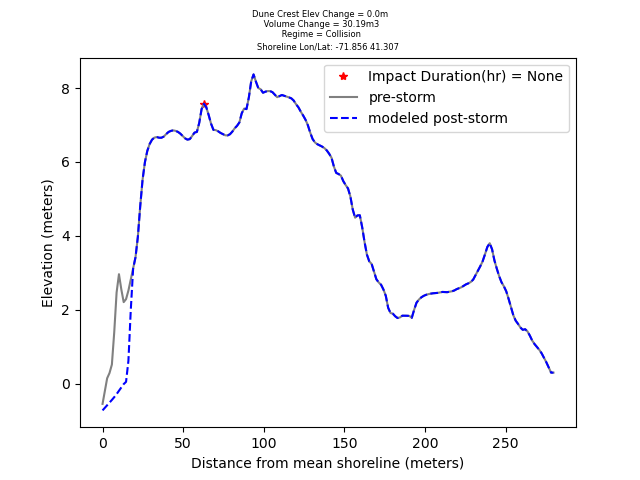 Dune Crest Elev Change = 0.0m
Volume Change = 30.19m3
Regime = Collision
Shoreline Lon/Lat: -71.856 41.307
Impact Duration(hr) = None
pre-storm
modeled post-storm
Elevation (meters)
8
6
4
2
0
0 50 100 150 200 250
Distance from mean shoreline (meters)